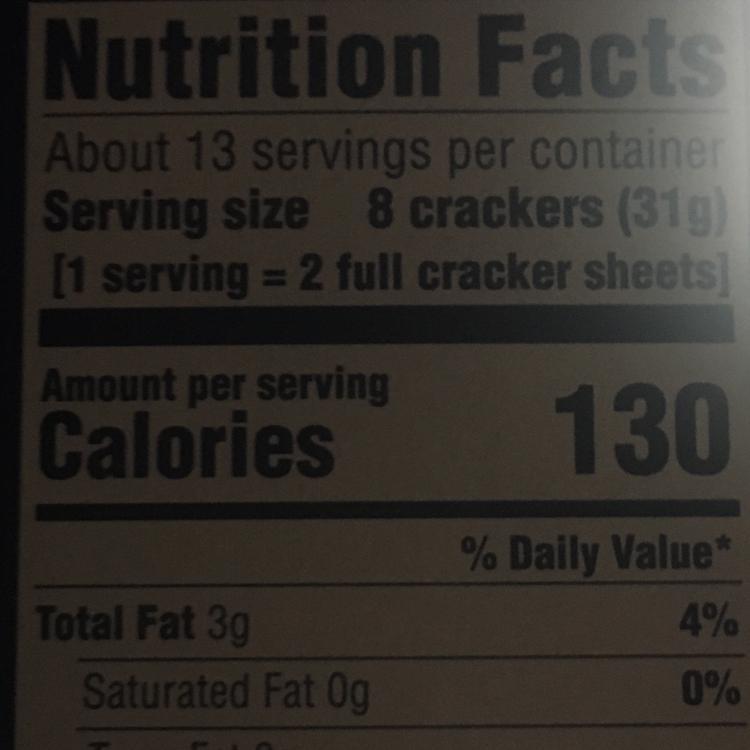 Nutrition Facts
About 13 servings per container
Serving size 8 crackers (31g)
[1 serving = 2 full cracker sheets]
Amount per serving
Calories 130
% Daily Value*
Total Fat 3g 4%
Saturated Fat 0g 0%